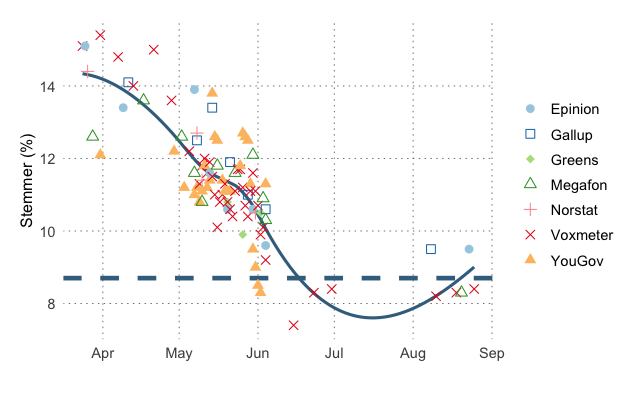 Stemmer (%)
14
12
10
8
Apr
May
Jun
Jul
Aug
Sep
Epinion
Gallup
Greens
Megafon
Norstat
Voxmeter
YouGov